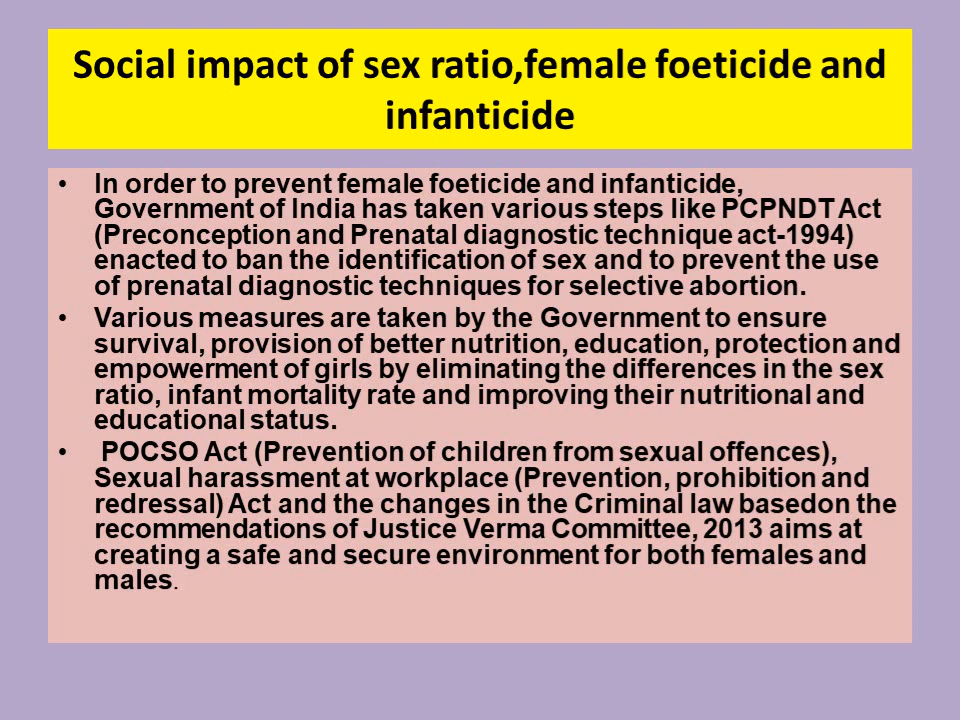 Social impact of sex ratio,female foeticide and
infanticide
• In order to prevent female foeticide and infanticide,
Government of India has taken various steps like PCPNDT Act
(Preconception and Prenatal diagnostic technique act-1994)
enacted to ban the identification of sex and to prevent the use
of prenatal diagnostic techniques for selective abortion.
• Various measures are taken by the Government to ensure
survival, provision of better nutrition, education, protection and
empowerment of girls by eliminating the differences in the sex
ratio, infant mortality rate and improving their nutritional and
educational status.
• POCSO Act (Prevention of children from sexual offences),
Sexual harassment at workplace (Prevention, prohibition and
redressal) Act and the changes in the Criminal law basedon the
recommendations of Justice Verma Committee, 2013 aims at
creating a safe and secure environment for both females and
males.